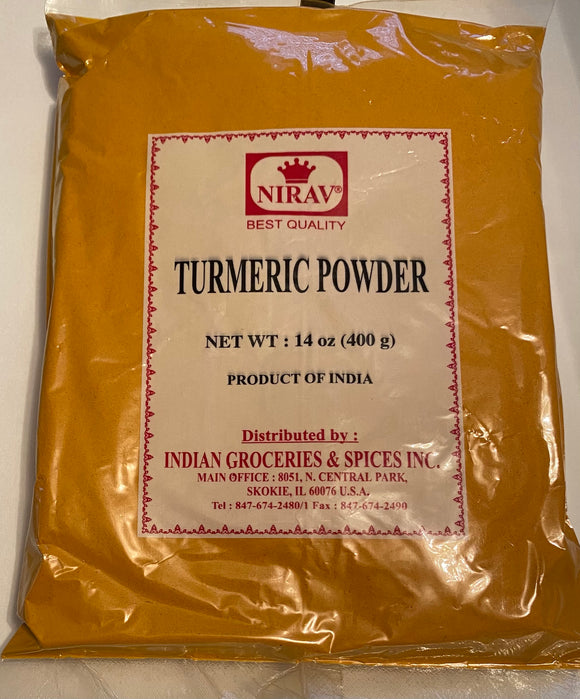 NIRAV®
BEST QUALITY
TURMERIC POWDER
NET WT : 14 oz (400 g)
PRODUCT OF INDIA
Distributed by :
INDIAN GROCERIES & SPICES INC.
MAIN OFFICE : 8051, N. CENTRAL PARK,
SKOKIE, IL 60076 U.S.A.
Tel : 847-674-2480/1 Fax : 847-674-2490